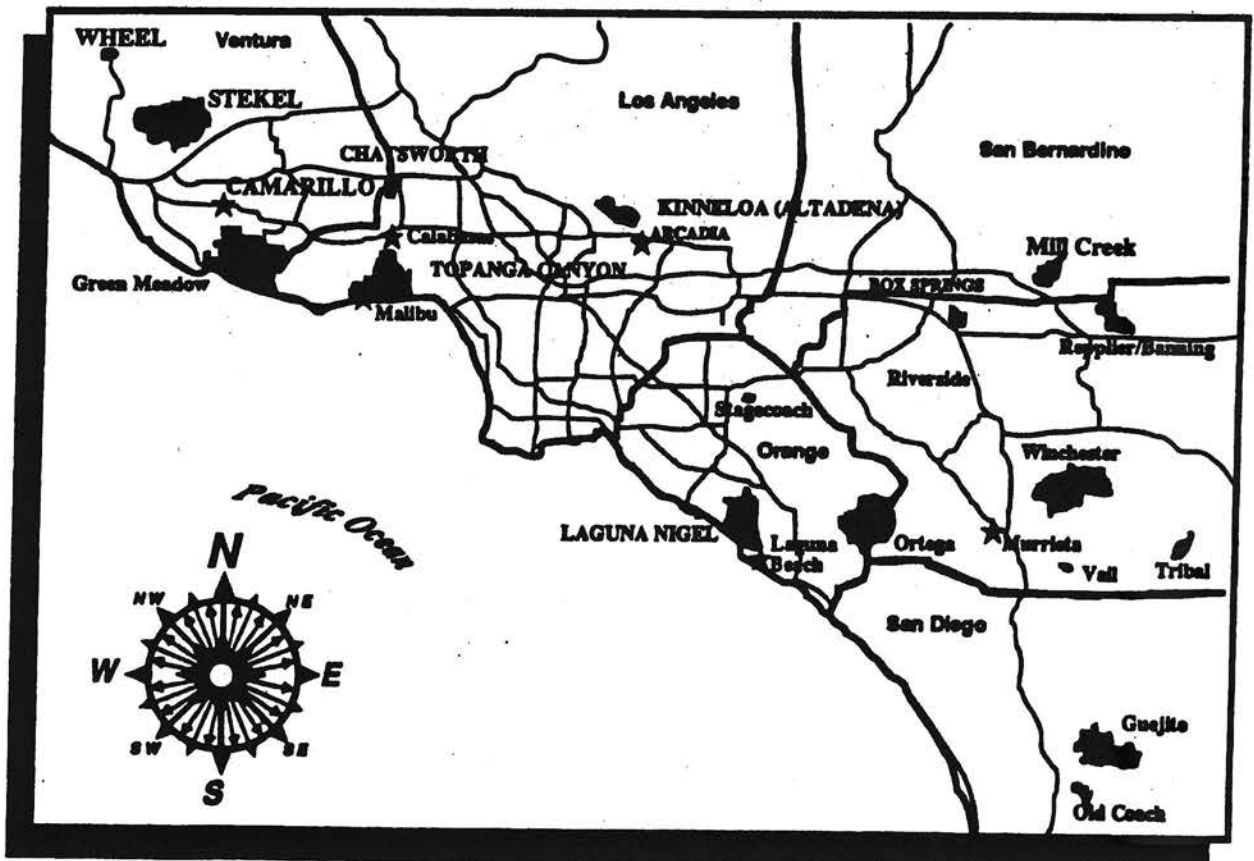 WHEEL
Ventura
STEKEL
Los Angeles
San Bernardino
CHATSWORTH
CAMARILLO
KINNELOA (ALTADENA)
ARCADIA
Calabasas
Mill Creek
TOPANGA CANYON
Green Meadow
BOX SPRINGS
Malibu
Repplier/Banning
Riverside
Stagecoach
Orange
Winchester
Pacific Ocean
LAGUNA NIGEL
Laguna
Beach
Ortega
Murrieta
Vail
Tribal
San Diego
N
NW
NE
W
E
SW
SE
S
Guejito
Old Coach